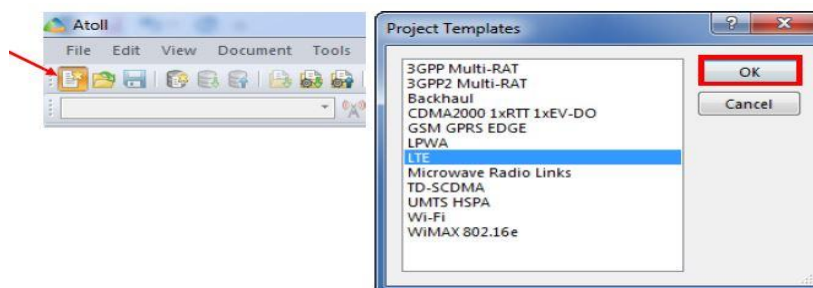 Atoll
File Edit View Document Tools
Project Templates
3GPP Multi-RAT
3GPP2 Multi-RAT
Backhaul
CDMA2000 1xRTT 1xEV-DO
GSM GPRS EDGE
LPWA
LTE
Microwave Radio Links
TD-SCDMA
UMTS HSPA
Wi-Fi
WiMAX 802.16e
OK
Cancel